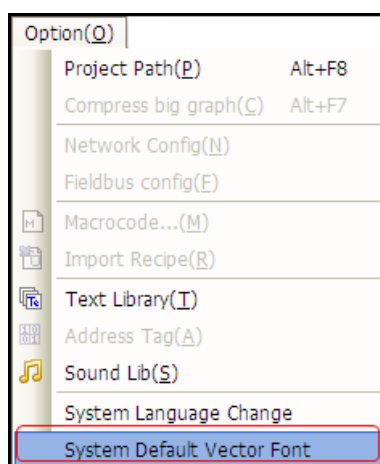 Option(O)
Project Path(P) Alt+F8
Compress big graph(C) Alt+F7
Network Config(N)
Fieldbus config(F)
Macrocode...(M)
Import Recipe(R)
Text Library(T)
Address Tag(A)
Sound Lib(S)
System Language Change
System Default Vector Font